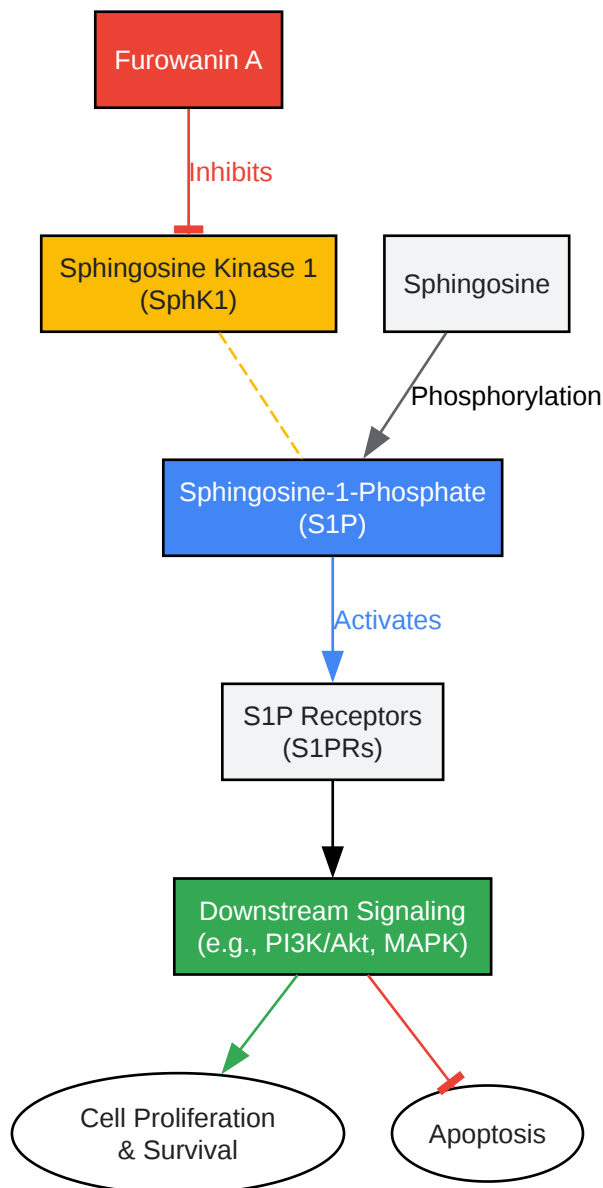 Furowanin A
Inhibits
Sphingosine Kinase 1
(SphK1)
Sphingosine
Phosphorylation
Sphingosine-1-Phosphate
(S1P)
Activates
S1P Receptors
(S1PRs)
Downstream Signaling
(e.g., PI3K/Akt, MAPK)
Cell Proliferation
& Survival
Apoptosis